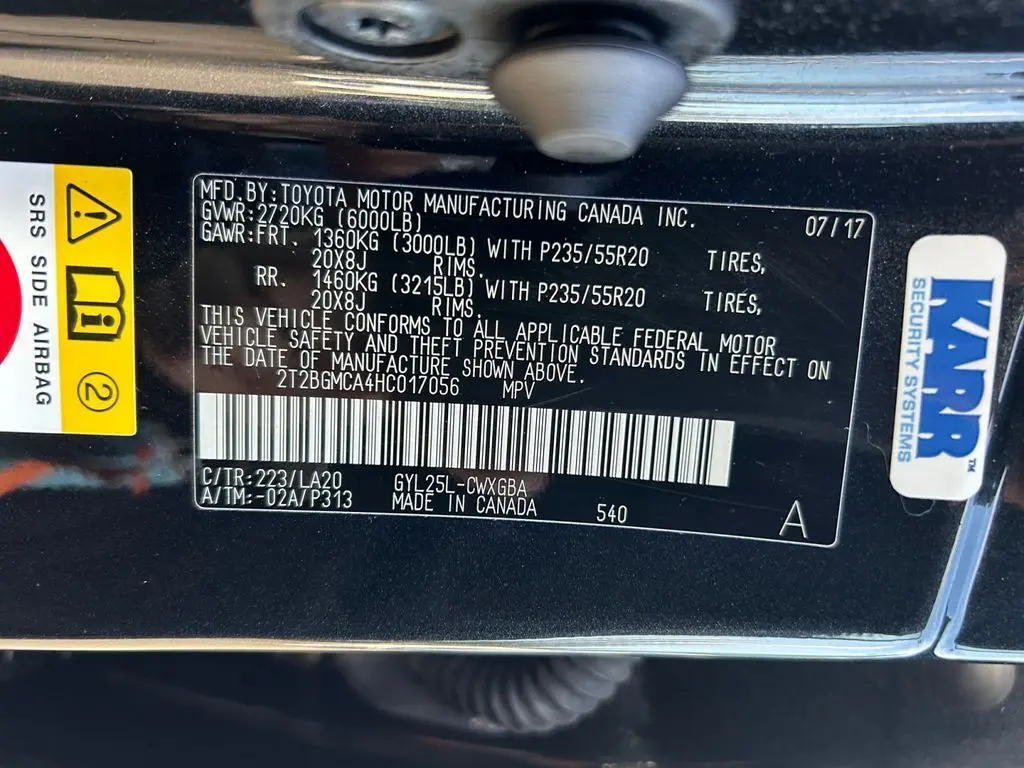 MFD.BY:TOYOTA MOTOR MANUFACTURING CANADA INC. 07/17
GVWR:2720KG (6000LB)
GAWR:FRT. 1360KG (3000LB) WITH P235/55R20 TIRES,
20X8J RIMS.
RR. 1460KG (3215LB) WITH P235/55R20 TIRES,
20X8J RIMS.
THIS VEHICLE CONFORMS TO ALL APPLICABLE FEDERAL MOTOR
VEHICLE SAFETY AND THEFT PREVENTION STANDARDS IN EFFECT ON
THE DATE OF MANUFACTURE SHOWN ABOVE.
2T2BGMCA4HC017056 MPV
C/TR:223/LA20 GYL25L-CWXGBA
A/TM:-02A/P313 MADE IN CANADA 540 A
SRS SIDE AIRBAG
2
KARR™
SECURITY SYSTEMS